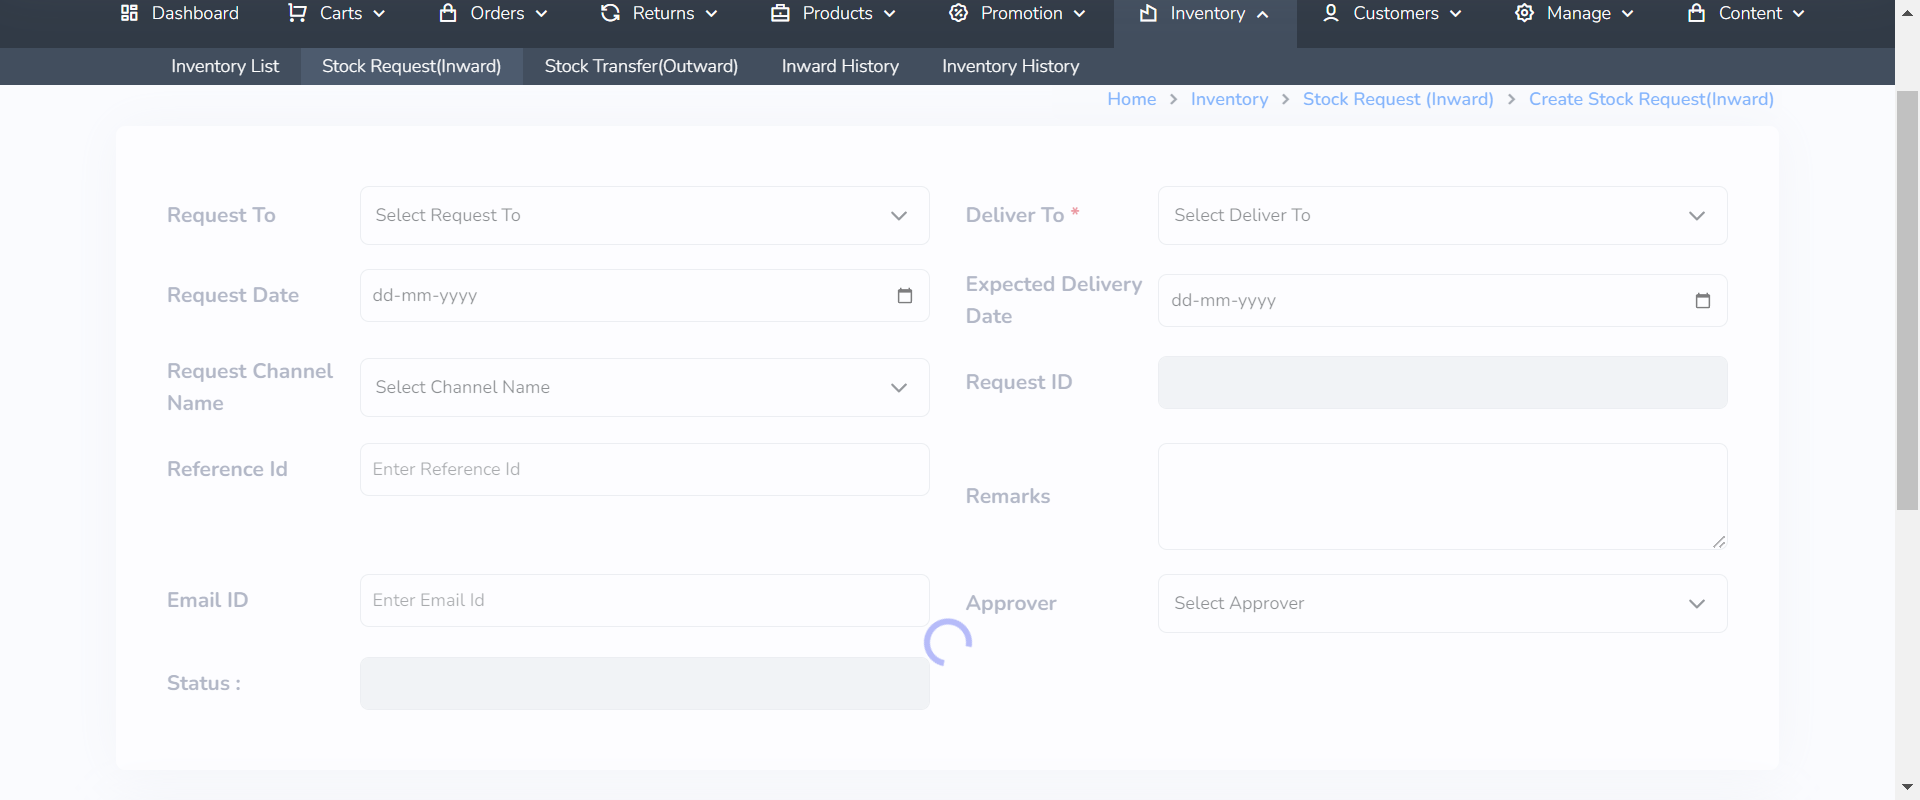 Dashboard Carts Orders Returns Products Promotion Inventory Customers Manage Content
Inventory List Stock Request(Inward) Stock Transfer(Outward) Inward History Inventory History
Home > Inventory > Stock Request (Inward) > Create Stock Request(Inward)
Request To Select Request To
Deliver To * Select Deliver To
Request Date dd-mm-yyyy
Expected Delivery
Date
dd-mm-yyyy
Request Channel
Name
Select Channel Name
Request ID
Reference Id Enter Reference Id
Remarks
Email ID Enter Email Id
Approver Select Approver
Status :